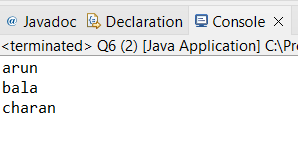 @ Javadoc Declaration Console
<terminated> Q6 (2) [Java Application] C:\Pr
arun
bala
charan